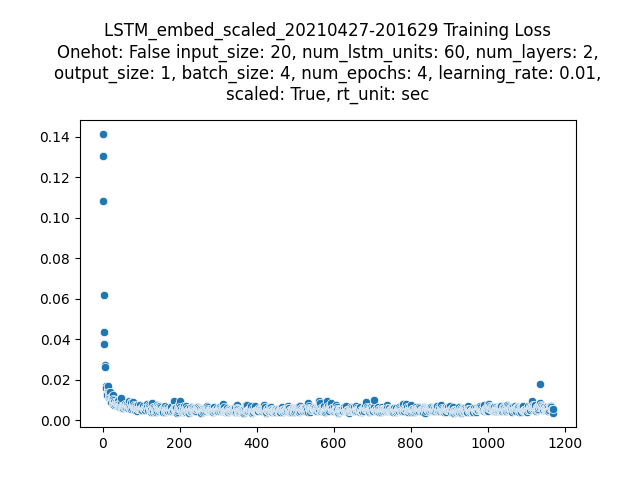 LSTM_embed_scaled_20210427-201629 Training Loss
Onehot: False input_size: 20, num_lstm_units: 60, num_layers: 2,
output_size: 1, batch_size: 4, num_epochs: 4, learning_rate: 0.01,
scaled: True, rt_unit: sec
0.14
0.12
0.10
0.08
0.06
0.04
0.02
0.00
0 200 400 600 800 1000 1200